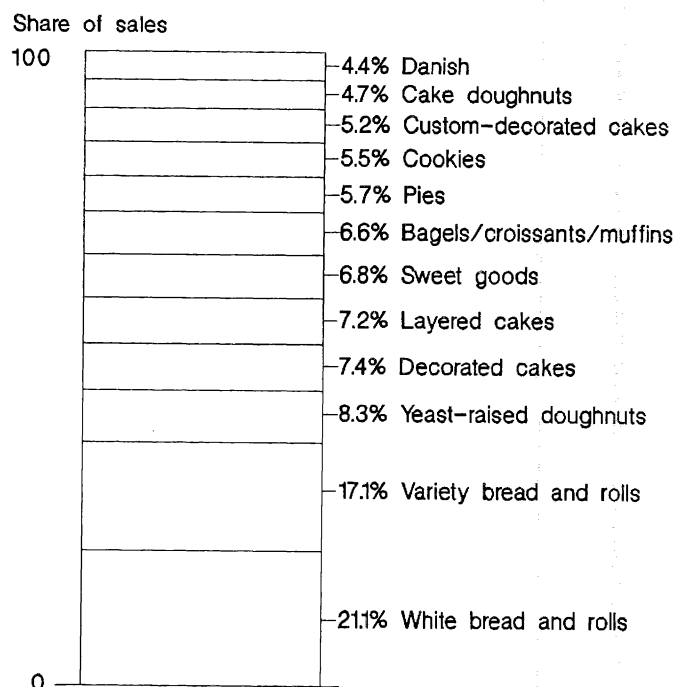 Share of sales
100
4.4% Danish
4.7% Cake doughnuts
5.2% Custom-decorated cakes
5.5% Cookies
5.7% Pies
6.6% Bagels/croissants/muffins
6.8% Sweet goods
7.2% Layered cakes
7.4% Decorated cakes
8.3% Yeast-raised doughnuts
17.1% Variety bread and rolls
21.1% White bread and rolls
0